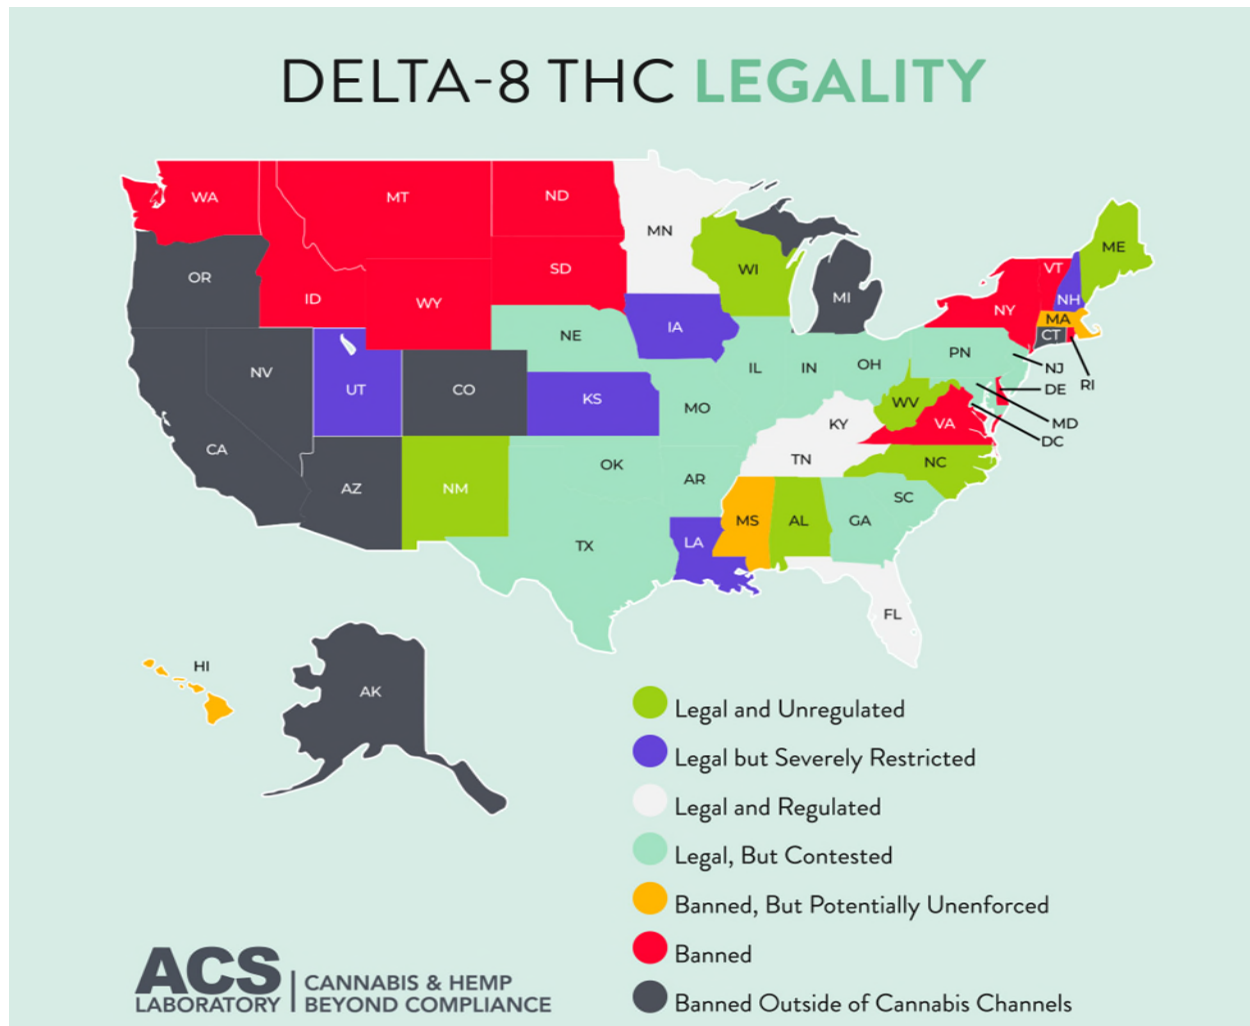 DELTA-8 THC LEGALITY
WA
MT
ND
MN
ME
OR
ID
WY
SD
WI
MI
VT
NH
NY
MA
CT
NV
UT
CO
NE
IA
IL
IN
OH
PN
NJ
RI
DE
MD
DC
CA
KS
MO
KY
WV
VA
AZ
NM
OK
AR
TN
NC
SC
TX
LA
MS
AL
GA
FL
HI
AK
Legal and Unregulated
Legal but Severely Restricted
Legal and Regulated
Legal, But Contested
Banned, But Potentially Unenforced
Banned
Banned Outside of Cannabis Channels
ACS
LABORATORY
CANNABIS & HEMP
BEYOND COMPLIANCE